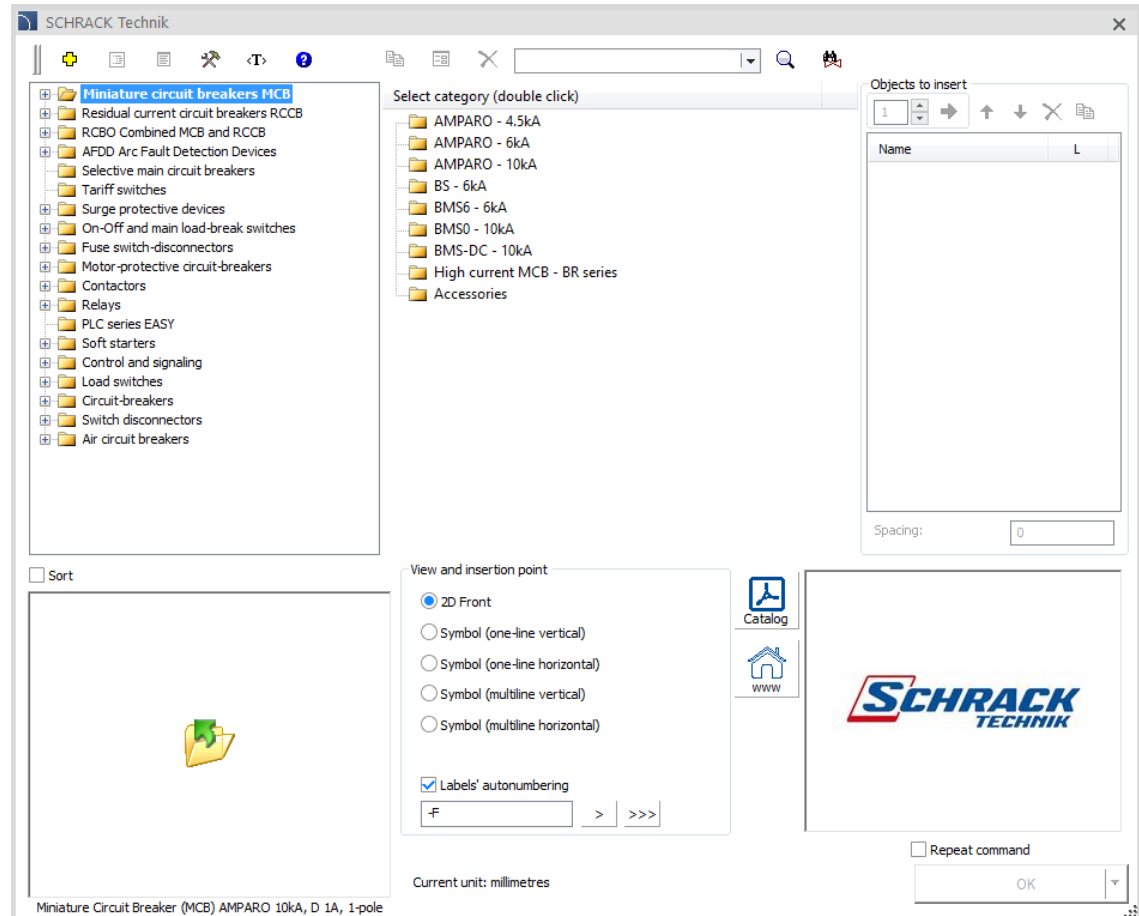 SCHRACK Technik
<T>
?
Miniature circuit breakers MCB
Residual current circuit breakers RCCB
RCBO Combined MCB and RCCB
AFDD Arc Fault Detection Devices
Selective main circuit breakers
Tariff switches
Surge protective devices
On-Off and main load-break switches
Fuse switch-disconnectors
Motor-protective circuit-breakers
Contactors
Relays
PLC series EASY
Soft starters
Control and signaling
Load switches
Circuit-breakers
Switch disconnectors
Air circuit breakers
Select category (double click)
AMPARO - 4.5kA
AMPARO - 6kA
AMPARO - 10kA
BS - 6kA
BMS6 - 6kA
BMS0 - 10kA
BMS-DC - 10kA
High current MCB - BR series
Accessories
Objects to insert
1
Name L
Spacing: 0
Sort
Miniature Circuit Breaker (MCB) AMPARO 10kA, D 1A, 1-pole
View and insertion point
2D Front
Symbol (one-line vertical)
Symbol (one-line horizontal)
Symbol (multiline vertical)
Symbol (multiline horizontal)
Labels' autonumbering
-F > >>>
Current unit: millimetres
Catalog
www
SCHRACK
TECHNIK
Repeat command
OK